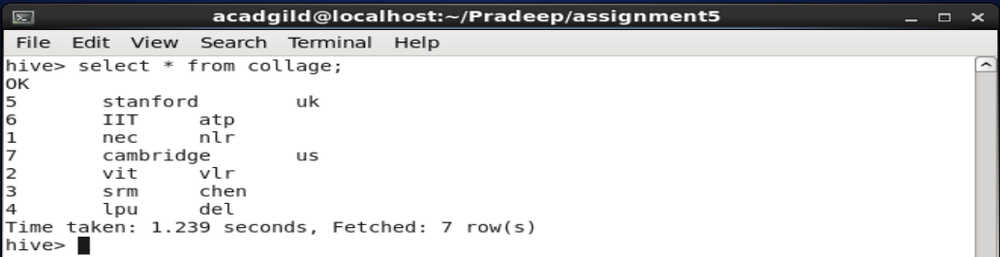 acadgild@localhost:~/Pradeep/assignment5
File Edit View Search Terminal Help
hive> select * from collage;
OK
5 stanford uk
6 IIT atp
1 nec nlr
7 cambridge us
2 vit vlr
3 srm chen
4 lpu del
Time taken: 1.239 seconds, Fetched: 7 row(s)
hive>